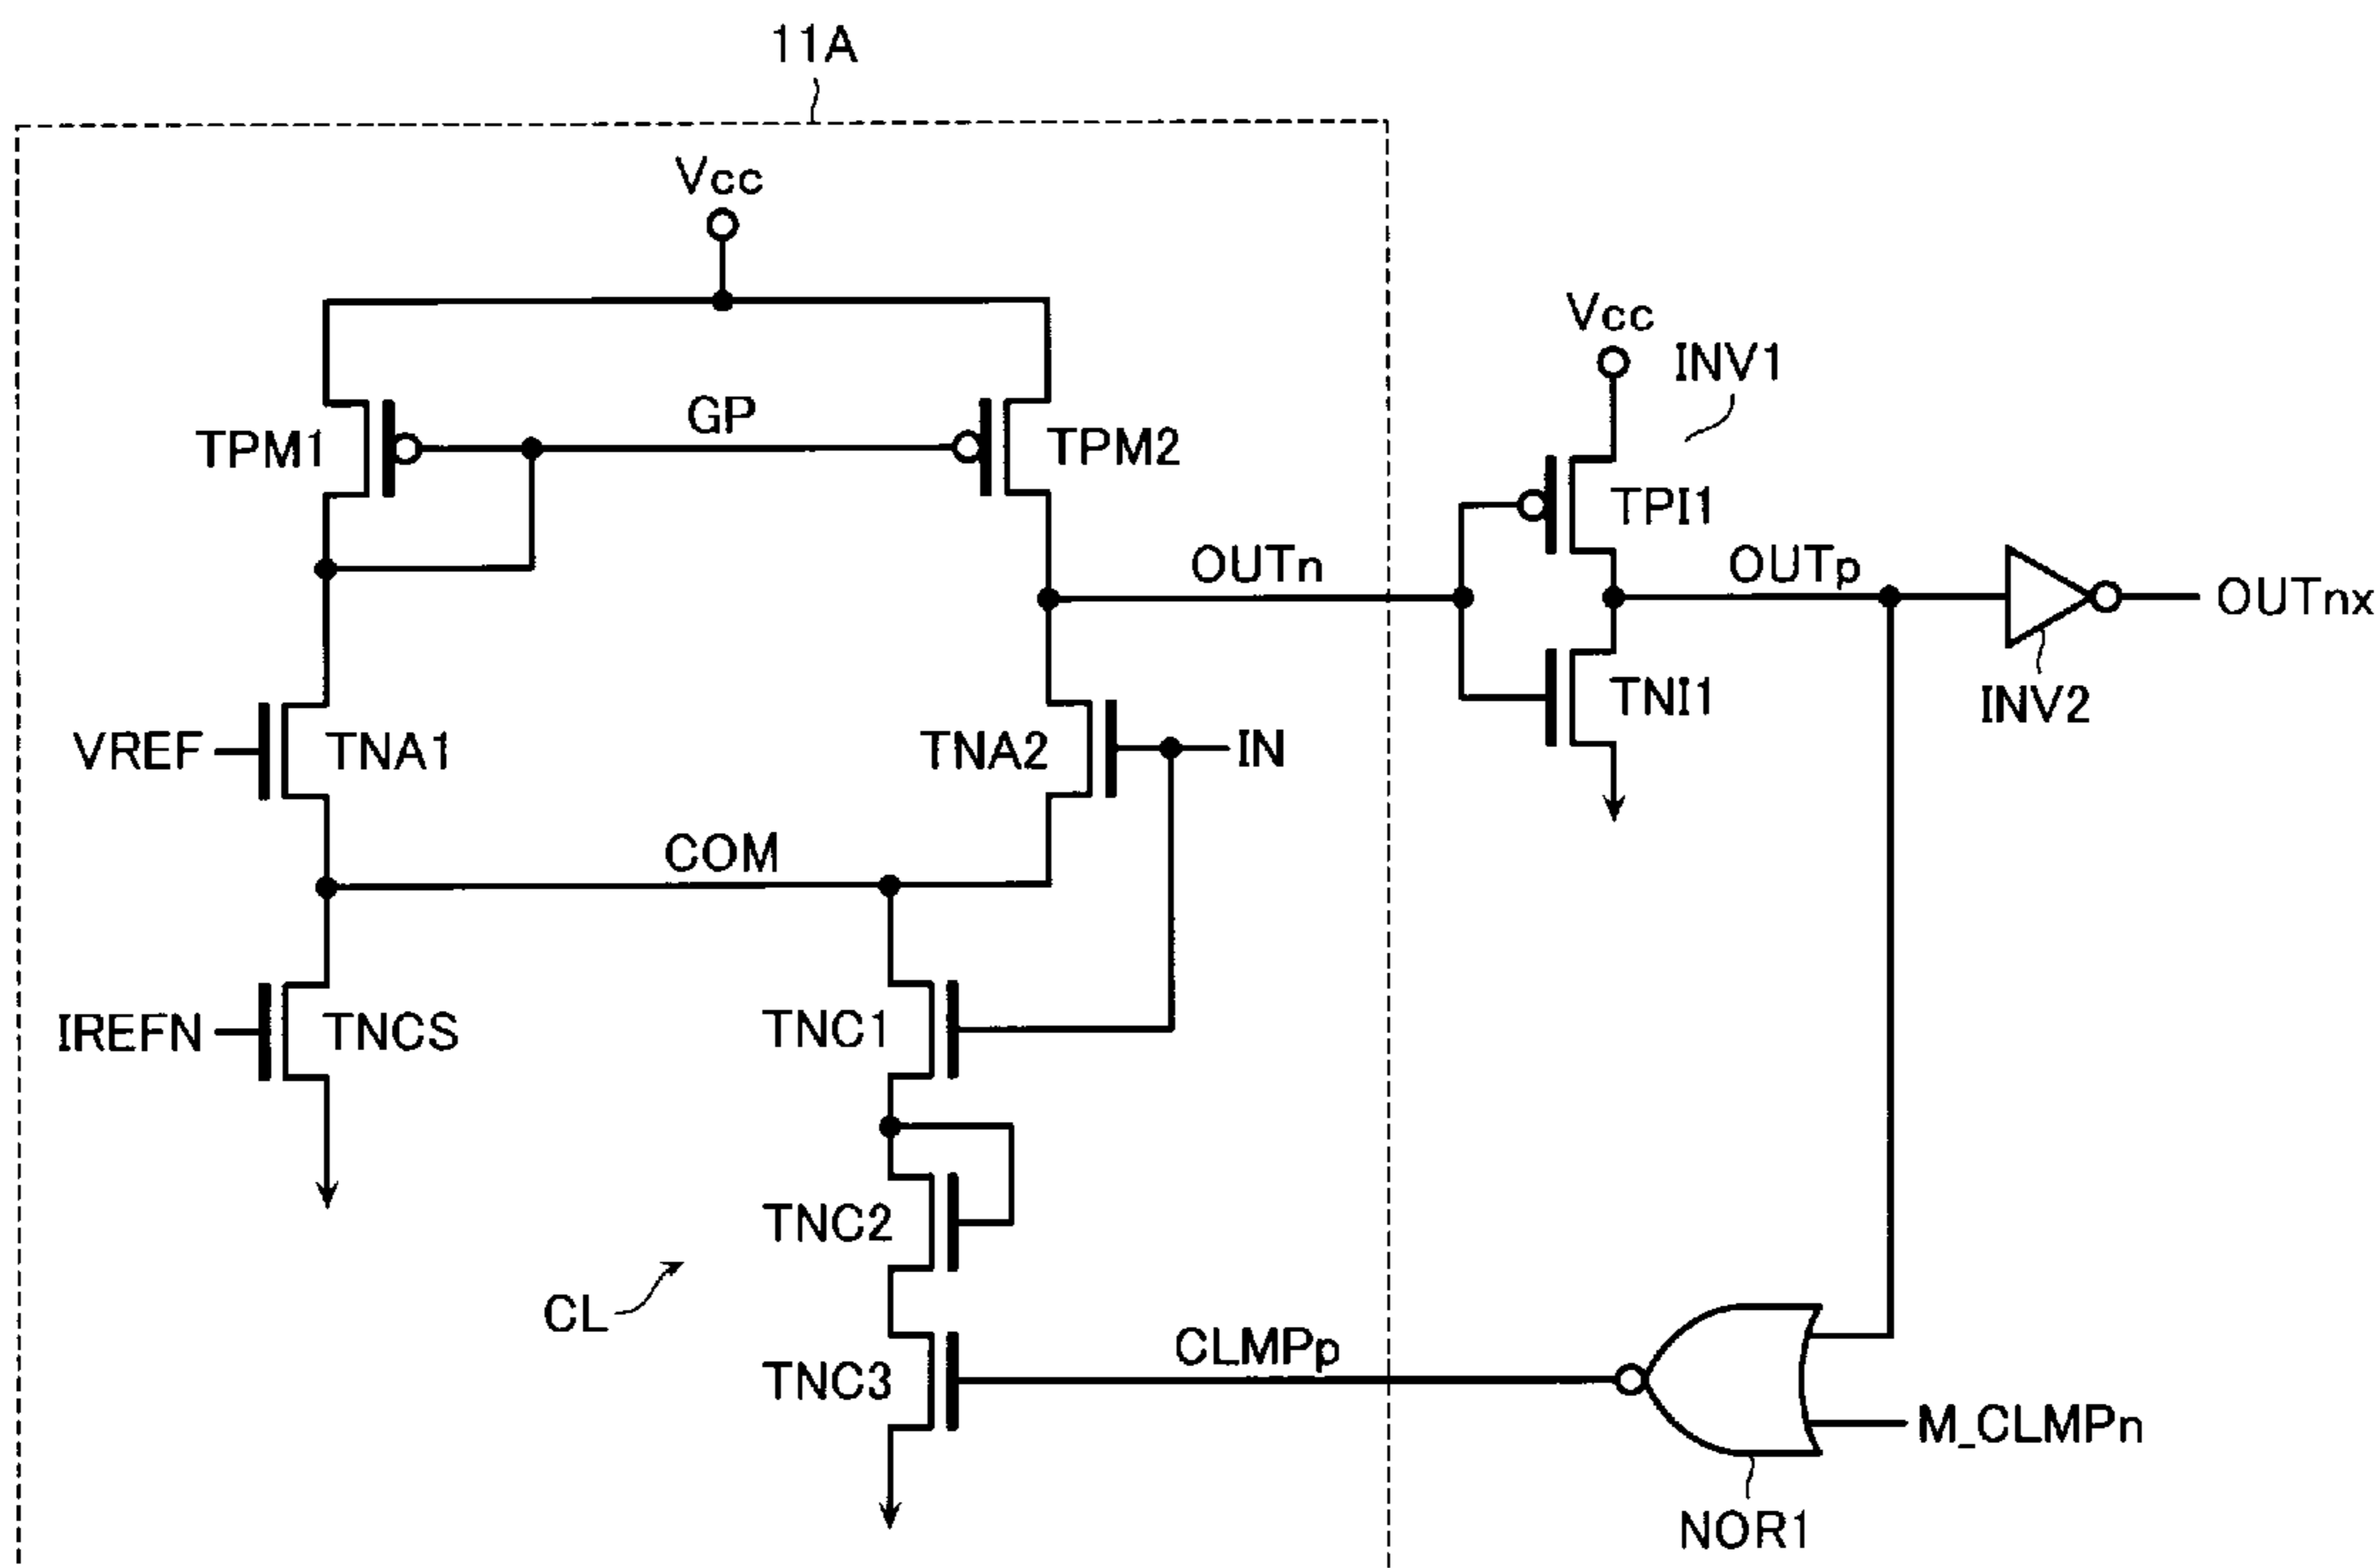 11A
Vcc
Vcc
INV1
TPM1
GP
TPM2
TPI1
OUTn
OUTp
OUTnx
INV2
TNI1
VREF
TNA1
TNA2
IN
COM
IREFN
TNCS
TNC1
TNC2
CL
TNC3
CLMPp
M_CLMPn
NOR1